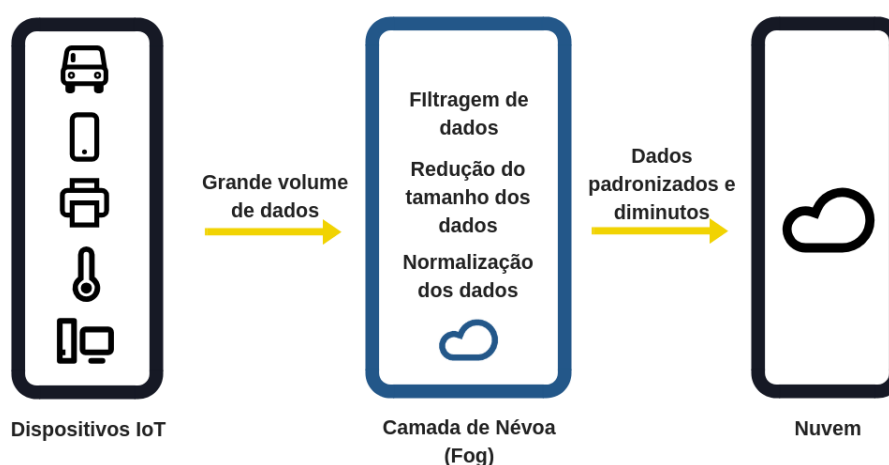 Grande volume
de dados
FIltragem de
dados
Redução do
tamanho dos
dados
Normalização
dos dados
Dados
padronizados e
diminutos
Dispositivos IoT
Camada de Névoa
(Fog)
Nuvem